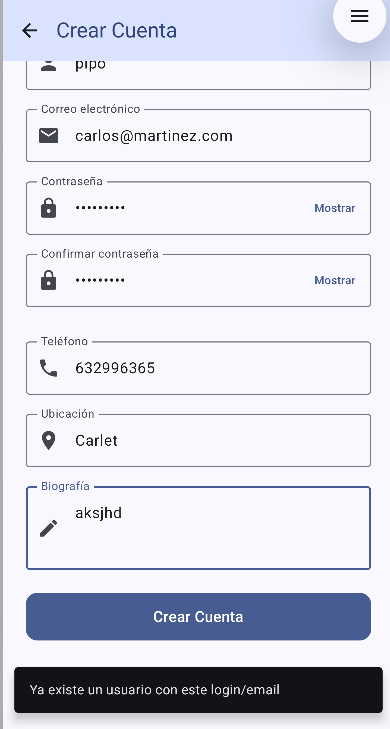 Crear Cuenta
pipo
Correo electrónico
carlos@martinez.com
Contraseña
•••••••••
Mostrar
Confirmar contraseña
•••••••••
Mostrar
Teléfono
632996365
Ubicación
Carlet
Biografía
aksjhd
Crear Cuenta
Ya existe un usuario con este login/email